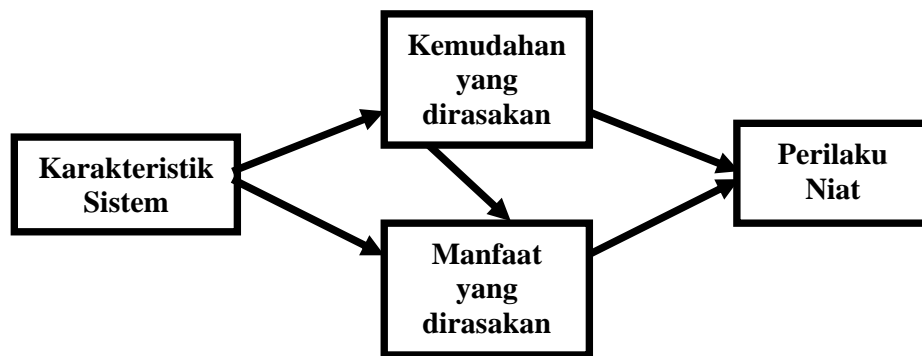 Kemudahan
yang
dirasakan
Karakteristik
Sistem
Perilaku
Niat
Manfaat
yang
dirasakan